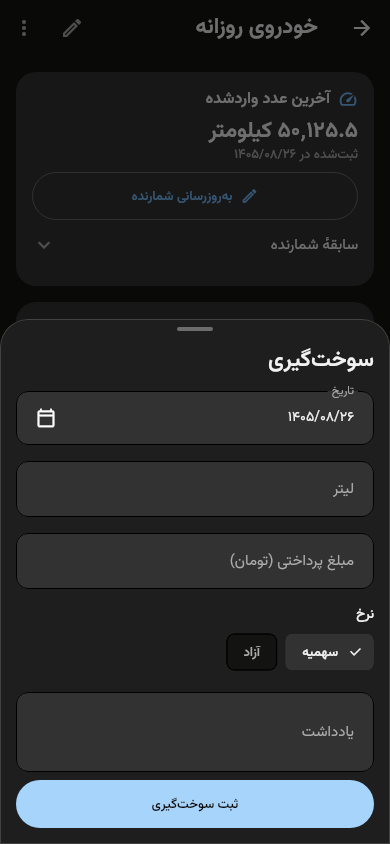 خودروی روزانه
آخرین عدد واردشده
۵۰,۱۲۵.۵ کیلومتر
ثبت‌شده در ۱۴۰۵/۰۸/۲۶
به‌روزرسانی شمارنده
سابقهٔ شمارنده
سوخت‌گیری
تاریخ
۱۴۰۵/۰۸/۲۶
لیتر
مبلغ پرداختی (تومان)
نرخ
سهمیه
آزاد
یادداشت
ثبت سوخت‌گیری